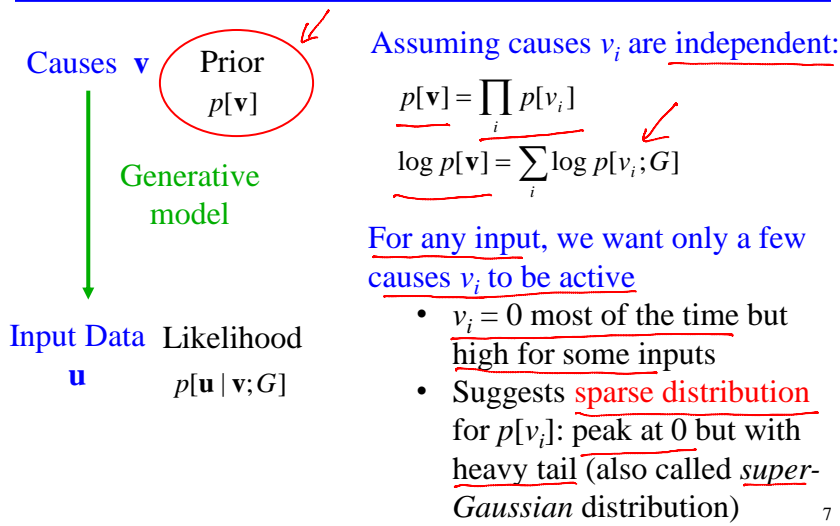 Causes v
Prior
p[v]
Generative
model
Input Data
u
Likelihood
p[u | v;G]
Assuming causes vᵢ are independent:
p[v] = ∏ᵢ p[vᵢ]
log p[v] = ∑ᵢ log p[vᵢ;G]
For any input, we want only a few
causes vᵢ to be active
• vᵢ = 0 most of the time but
high for some inputs
• Suggests sparse distribution
for p[vᵢ]: peak at 0 but with
heavy tail (also called super-
Gaussian distribution)
7